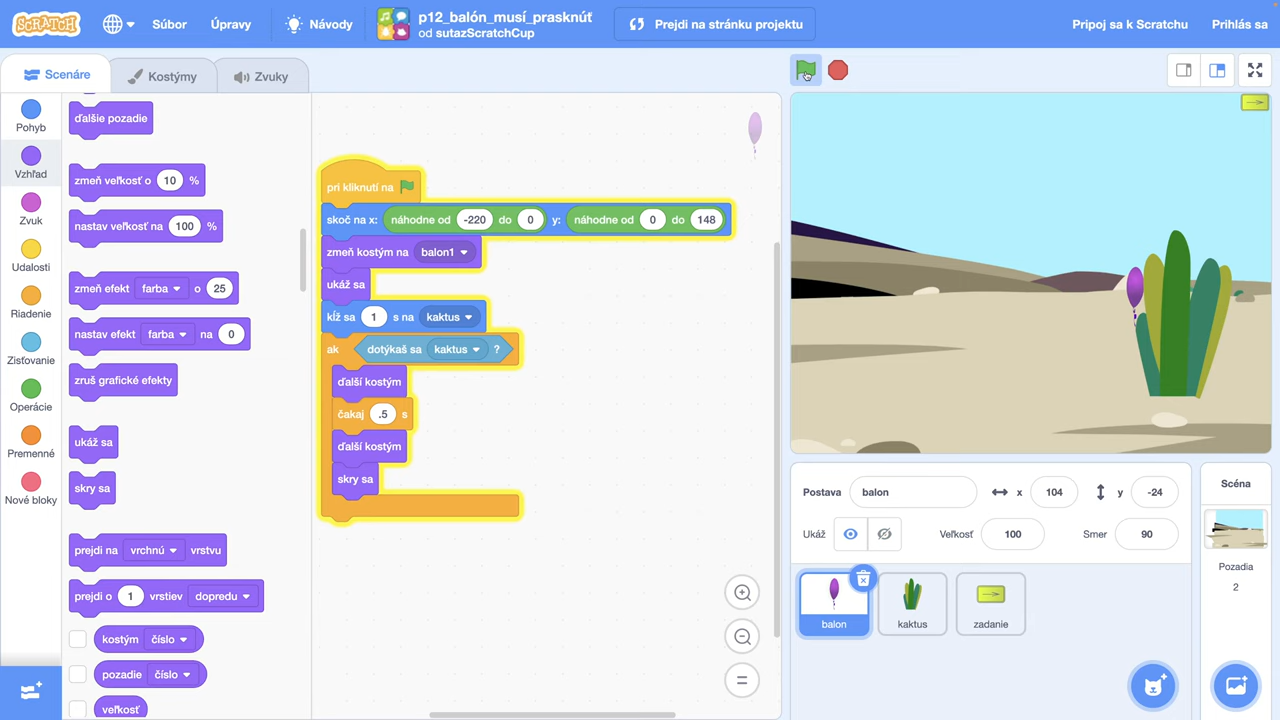 SCRATCH
Súbor
Úpravy
Návody
p12_balón_musí_prasknúť
od sutazScratchCup
Prejdi na stránku projektu
Pripoj sa k Scratchu
Prihlás sa
Scenáre
Kostýmy
Zvuky
Pohyb
Vzhľad
Zvuk
Udalosti
Riadenie
Zisťovanie
Operácie
Premenné
Nové bloky
ďalšie pozadie
zmeň veľkosť o 10 %
nastav veľkosť na 100 %
zmeň efekt farba o 25
nastav efekt farba na 0
zruš grafické efekty
ukáž sa
skry sa
prejdi na vrchnú vrstvu
prejdi o 1 vrstiev dopredu
kostým číslo
pozadie číslo
veľkosť
pri kliknutí na
skoč na x: náhodne od -220 do 0 y: náhodne od 0 do 148
zmeň kostým na balon1
ukáž sa
kĺž sa 1 s na kaktus
ak dotýkaš sa kaktus ?
ďalší kostým
čakaj .5 s
ďalší kostým
skry sa
Postava balon x 104 y -24
Ukáž Veľkosť 100 Smer 90
balon
kaktus
zadanie
Scéna
Pozadia
2